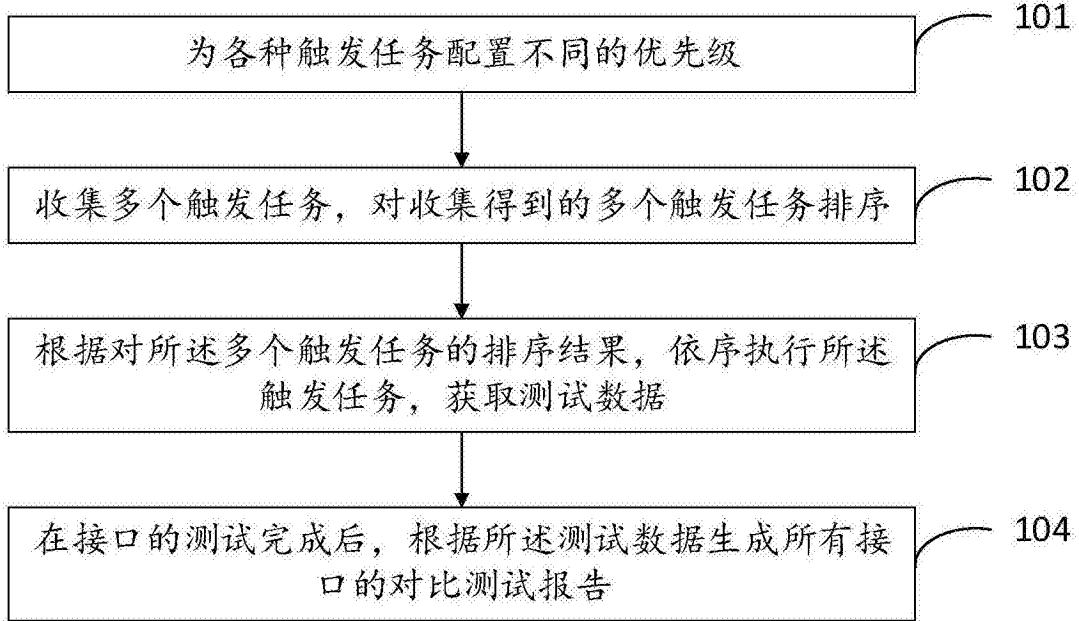 为各种触发任务配置不同的优先级
101
收集多个触发任务，对收集得到的多个触发任务排序
102
根据对所述多个触发任务的排序结果，依序执行所述
触发任务，获取测试数据
103
在接口的测试完成后，根据所述测试数据生成所有接
口的对比测试报告
104